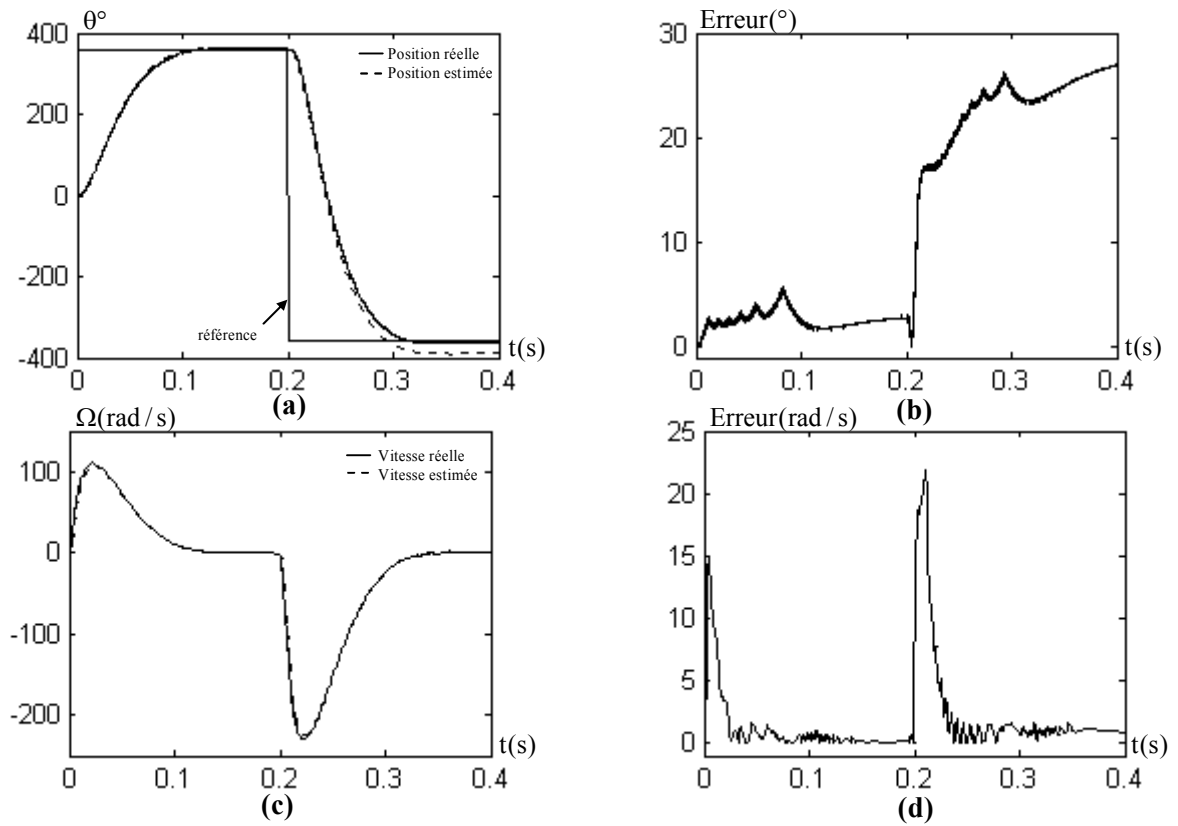 θ°
400
200
0
-200
-400
0
0.1
0.2
0.3
0.4
t(s)
Position réelle
Position estimée
référence
(a)
Erreur(°)
30
20
10
0
0
0.1
0.2
0.3
0.4
t(s)
(b)
Ω(rad / s)
100
0
-100
-200
0
0.1
0.2
0.3
0.4
t(s)
Vitesse réelle
Vitesse estimée
(c)
Erreur(rad / s)
25
20
15
10
5
0
0
0.1
0.2
0.3
0.4
t(s)
(d)